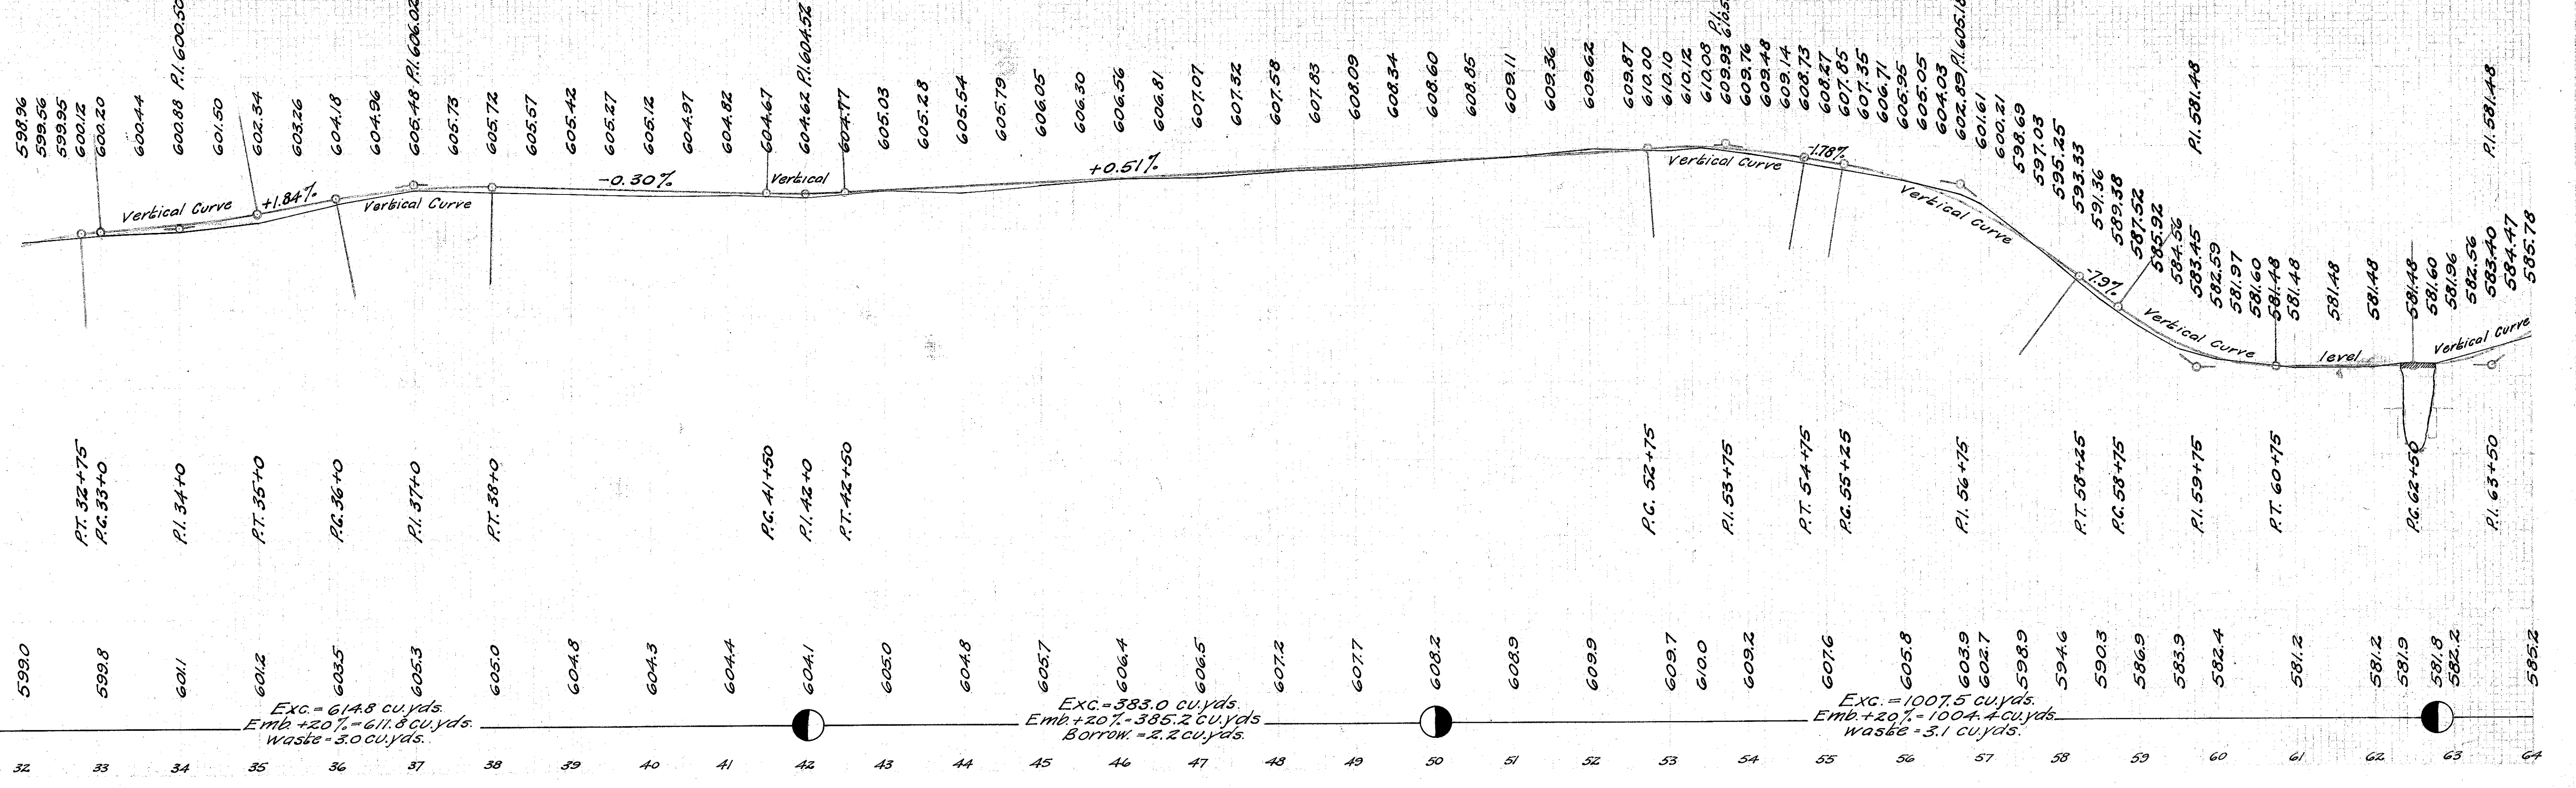 P.I. 600.50
P.I. 606.02
P.I. 604.52
P.I. 605.18
598.96
599.56
599.95
600.12
600.20
600.44
600.88
601.50
602.34
603.26
604.18
604.96
605.48
605.73
605.72
605.57
605.42
605.27
605.12
604.97
604.82
604.67
604.62
604.77
605.03
605.28
605.54
605.79
606.05
606.30
606.56
606.81
607.07
607.32
607.58
607.83
608.09
608.34
608.60
608.85
609.11
609.36
609.62
609.87
610.00
610.10
610.12
610.08
609.93
609.76
609.48
609.14
608.73
608.27
607.85
607.35
606.71
605.95
605.05
604.03
602.89
601.61
600.21
598.69
597.03
595.25
593.33
591.36
589.38
587.52
585.92
584.56
583.45
582.59
581.97
581.60
581.48
581.48
581.48
581.48
581.48
581.60
581.96
582.56
583.40
584.47
585.78
P.I. 581.48
P.I. 581.48
Vertical Curve
+1.84%
Vertical Curve
-0.30%
Vertical
+0.51%
Vertical Curve
-1.78%
Vertical Curve
-7.9%
Vertical Curve
level
Vertical Curve
P.T. 32+75
P.C. 33+0
P.I. 34+0
P.T. 35+0
P.C. 36+0
P.I. 37+0
P.T. 38+0
P.C. 41+50
P.I. 42+0
P.T. 42+50
P.C. 52+75
P.I. 53+75
P.T. 54+75
P.C. 55+25
P.I. 56+75
P.T. 58+25
P.C. 58+75
P.I. 59+75
P.T. 60+75
P.C. 62+50
P.I. 63+50
599.0
599.8
601.1
601.2
603.5
605.3
605.0
604.8
604.3
604.4
604.1
605.0
604.8
605.7
606.4
606.5
607.2
607.7
608.2
608.9
609.9
609.7
610.0
609.2
607.6
605.8
603.9
602.7
598.9
594.6
590.3
586.9
583.9
582.4
581.2
581.2
581.9
581.8
582.2
585.2
Exc. = 614.8 cu.yds.
Emb. +20% = 611.8 cu.yds.
Waste = 3.0 cu.yds.
Exc. = 383.0 cu.yds.
Emb. +20% = 385.2 cu.yds
Borrow. = 2.2 cu.yds.
Exc. = 1007.5 cu.yds.
Emb. +20% = 1004.4 cu.yds.
Waste = 3.1 cu.yds.
32 33 34 35 36 37 38 39 40 41 42 43 44 45 46 47 48 49 50 51 52 53 54 55 56 57 58 59 60 61 62 63 64